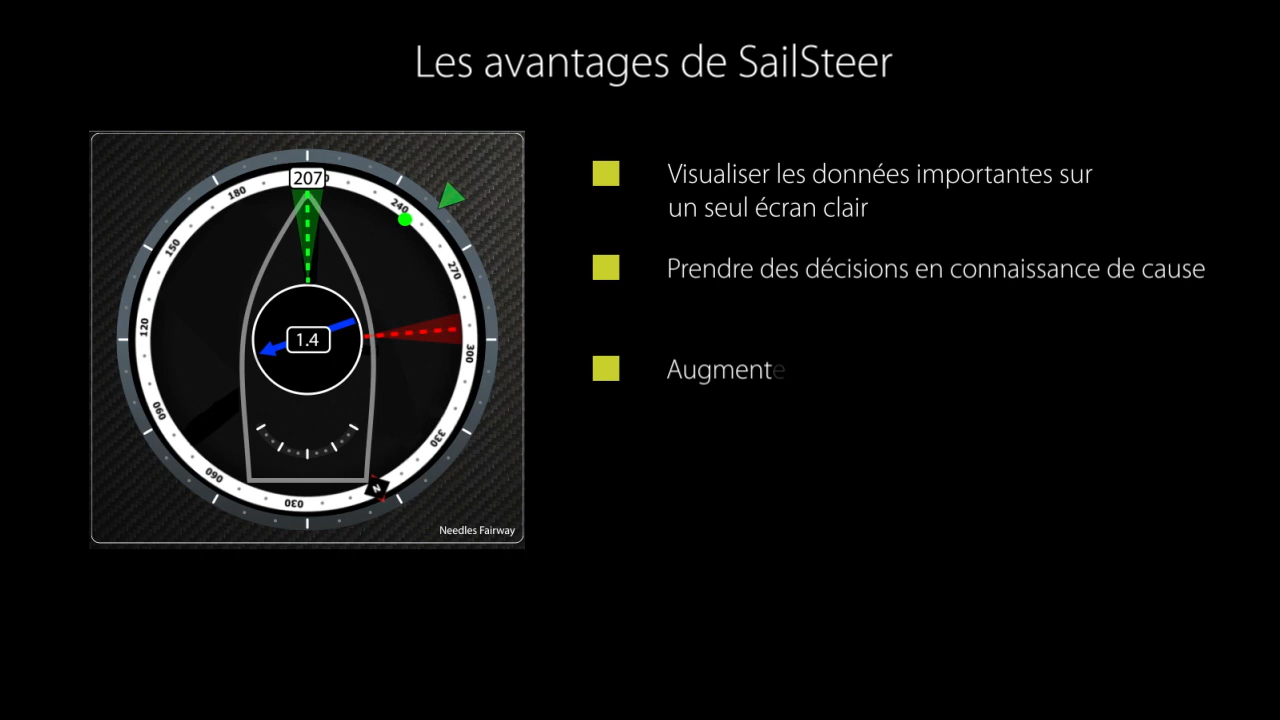 Les avantages de SailSteer
Visualiser les données importantes sur
un seul écran clair
Prendre des décisions en connaissance de cause
Augmente
207
180
240
150
270
120
1.4
300
090
330
060
N
030
Needles Fairway